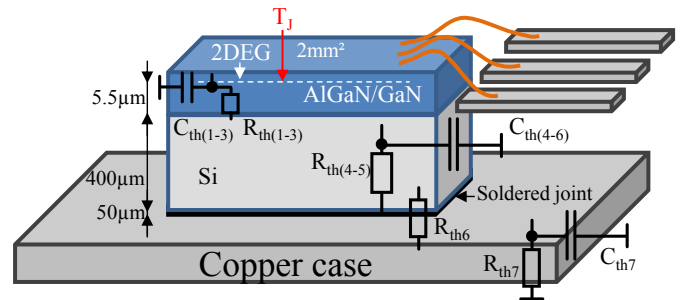 T_J
2DEG
2mm²
5.5µm
AlGaN/GaN
C_th(1-3)
R_th(1-3)
C_th(4-6)
400µm
Si
R_th(4-5)
Soldered joint
50µm
R_th6
Copper case
R_th7
C_th7